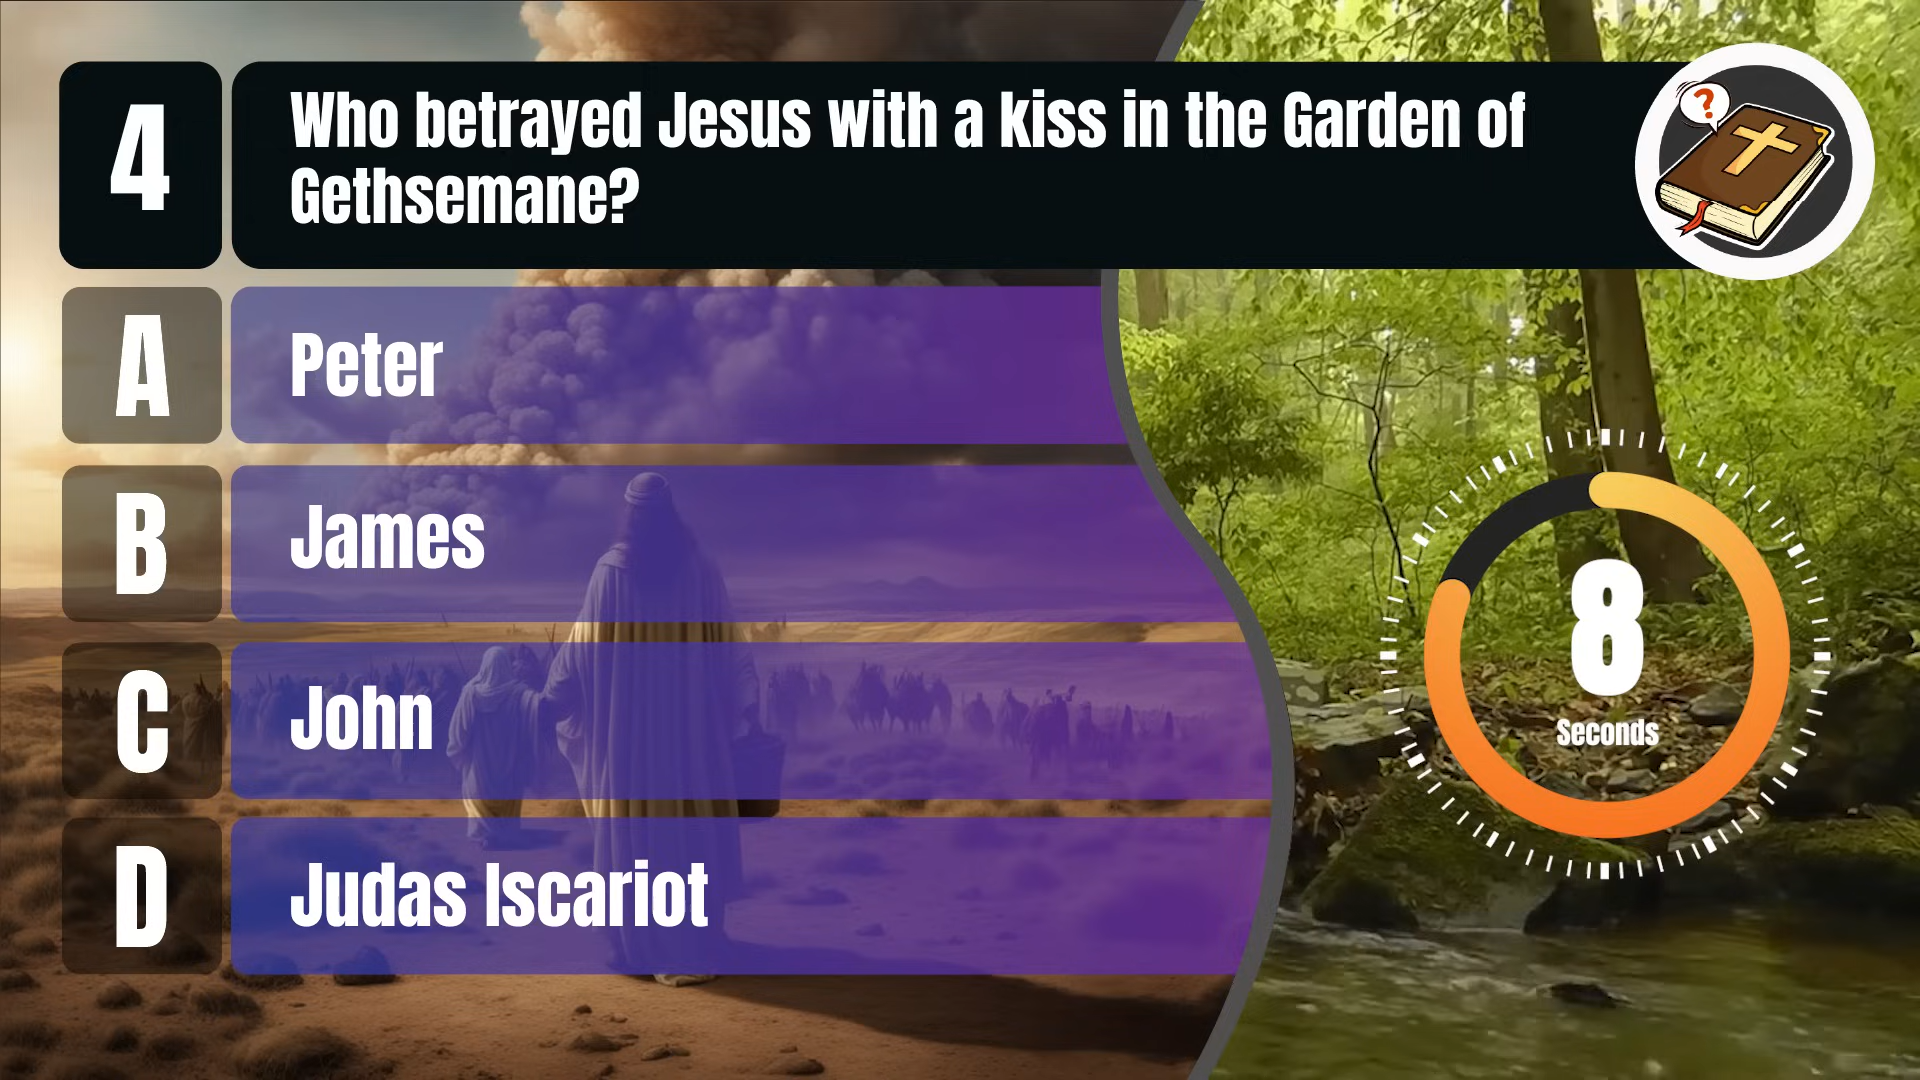 4
Who betrayed Jesus with a kiss in the Garden of
Gethsemane?
?
A
Peter
B
James
C
John
D
Judas Iscariot
8
Seconds